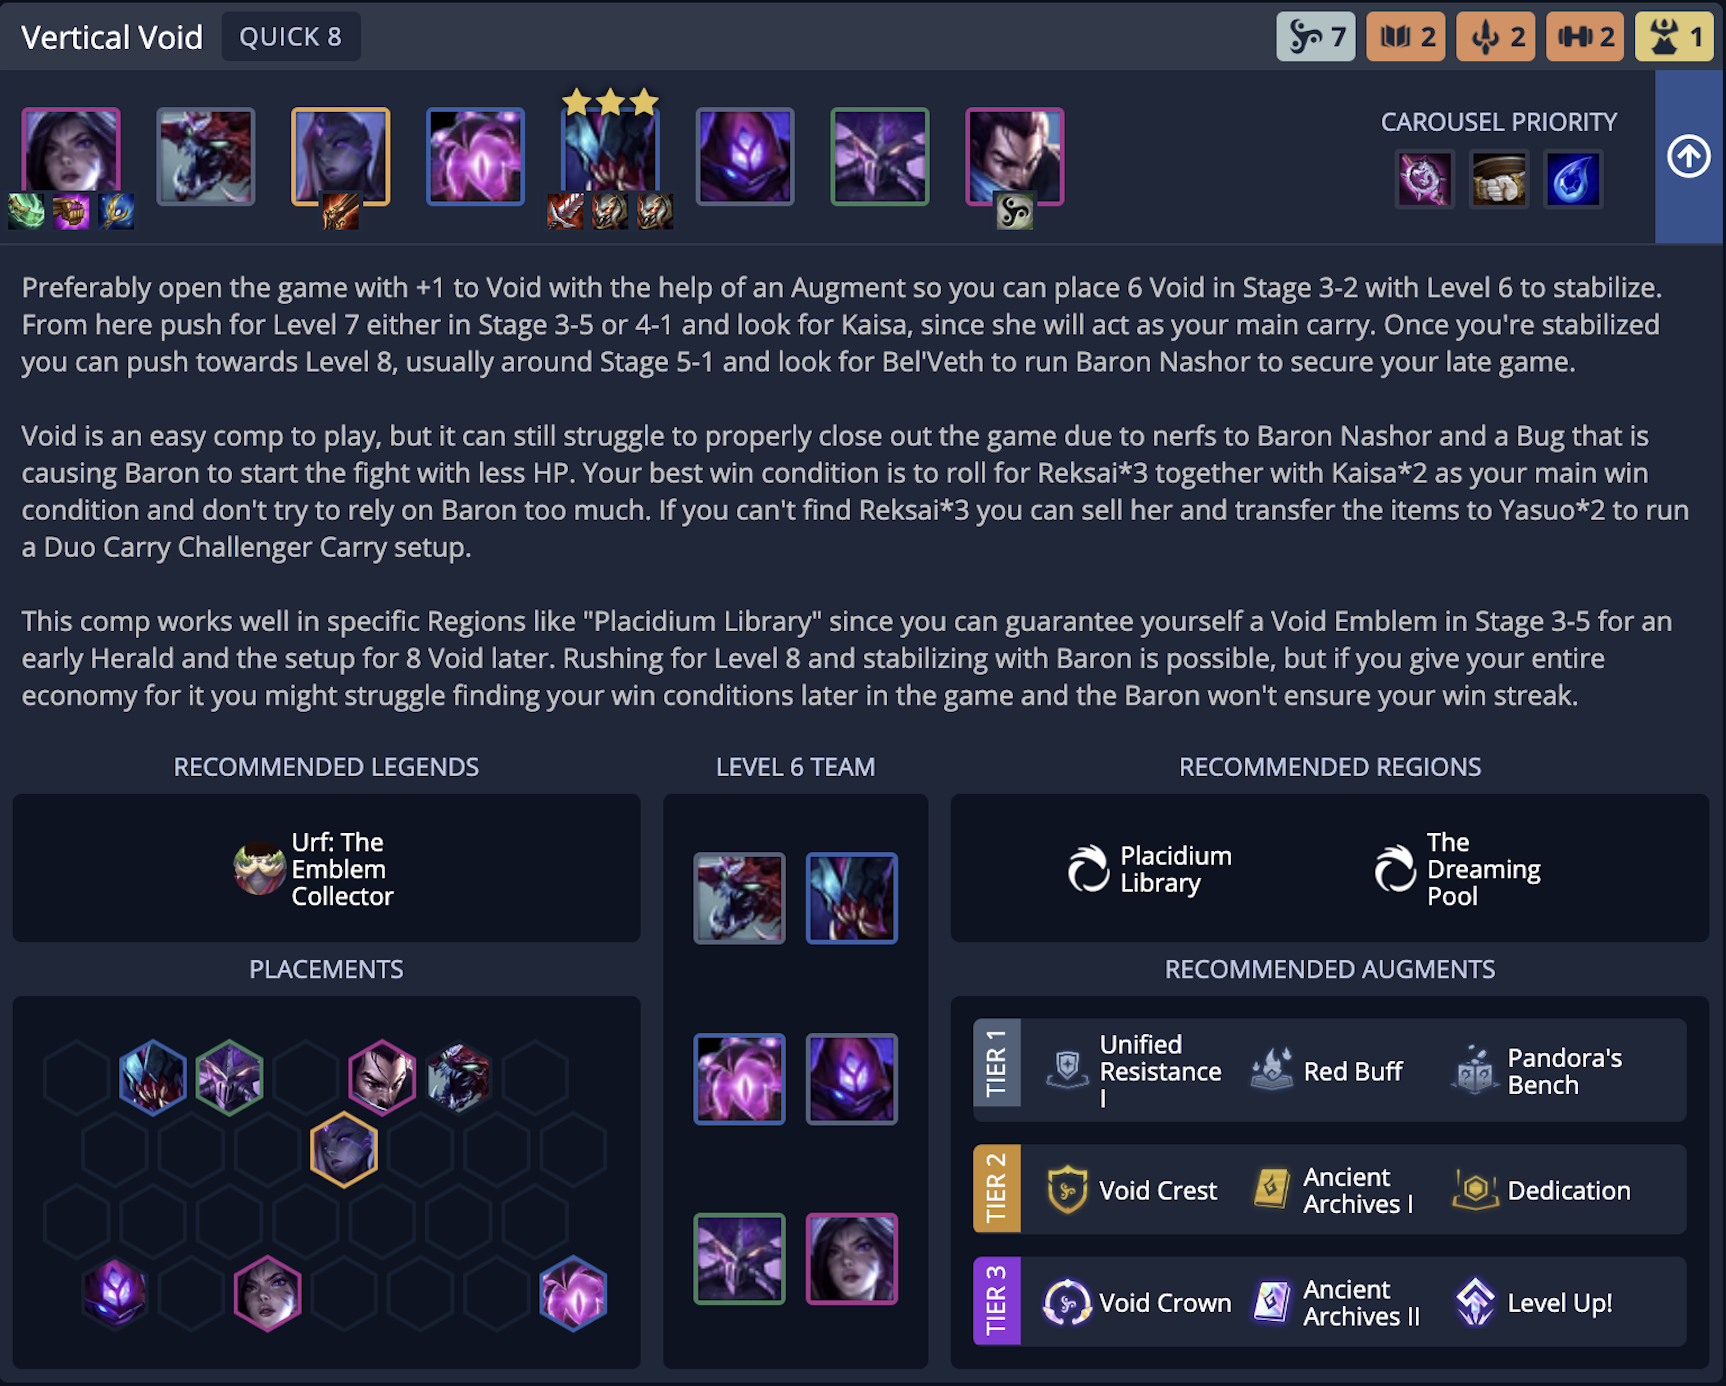 Vertical Void QUICK 8 7 2 2 2 1
CAROUSEL PRIORITY
Preferably open the game with +1 to Void with the help of an Augment so you can place 6 Void in Stage 3-2 with Level 6 to stabilize.
From here push for Level 7 either in Stage 3-5 or 4-1 and look for Kaisa, since she will act as your main carry. Once you're stabilized
you can push towards Level 8, usually around Stage 5-1 and look for Bel'Veth to run Baron Nashor to secure your late game.
Void is an easy comp to play, but it can still struggle to properly close out the game due to nerfs to Baron Nashor and a Bug that is
causing Baron to start the fight with less HP. Your best win condition is to roll for Reksai*3 together with Kaisa*2 as your main win
condition and don't try to rely on Baron too much. If you can't find Reksai*3 you can sell her and transfer the items to Yasuo*2 to run
a Duo Carry Challenger Carry setup.
This comp works well in specific Regions like "Placidium Library" since you can guarantee yourself a Void Emblem in Stage 3-5 for an
early Herald and the setup for 8 Void later. Rushing for Level 8 and stabilizing with Baron is possible, but if you give your entire
economy for it you might struggle finding your win conditions later in the game and the Baron won't ensure your win streak.
RECOMMENDED LEGENDS
Urf: The
Emblem
Collector
PLACEMENTS
LEVEL 6 TEAM
RECOMMENDED REGIONS
Placidium
Library
The
Dreaming
Pool
RECOMMENDED AUGMENTS
TIER 1
Unified
Resistance
I
Red Buff
Pandora's
Bench
TIER 2
Void Crest
Ancient
Archives I
Dedication
TIER 3
Void Crown
Ancient
Archives II
Level Up!